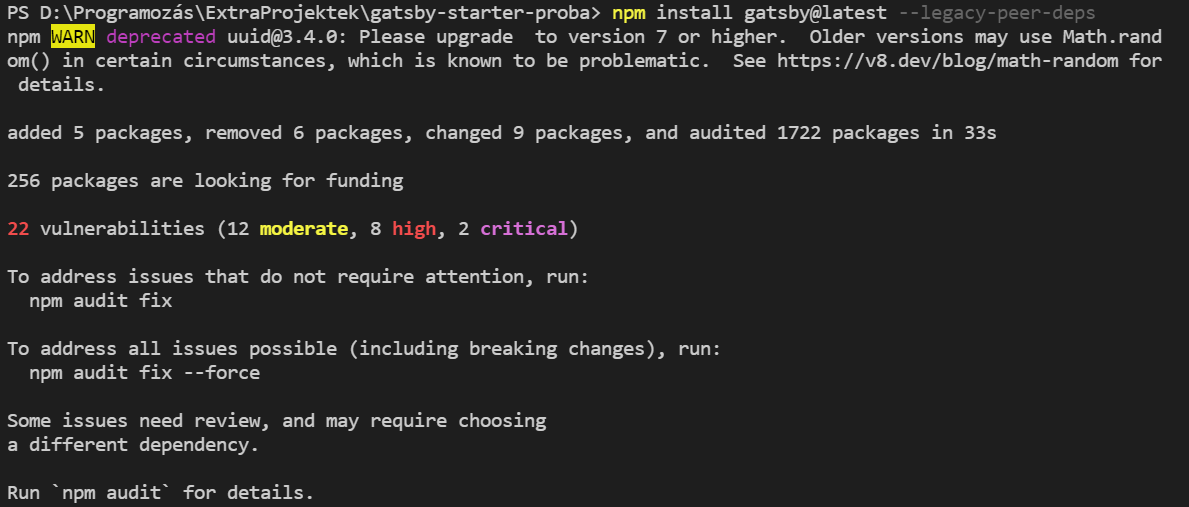 PS D:\Programozás\ExtraProjektek\gatsby-starter-proba> npm install gatsby@latest --legacy-peer-deps
npm WARN deprecated uuid@3.4.0: Please upgrade  to version 7 or higher.  Older versions may use Math.rand
om() in certain circumstances, which is known to be problematic.  See https://v8.dev/blog/math-random for
 details.
added 5 packages, removed 6 packages, changed 9 packages, and audited 1722 packages in 33s
256 packages are looking for funding
22 vulnerabilities (12 moderate, 8 high, 2 critical)
To address issues that do not require attention, run:
  npm audit fix
To address all issues possible (including breaking changes), run:
  npm audit fix --force
Some issues need review, and may require choosing
a different dependency.
Run `npm audit` for details.